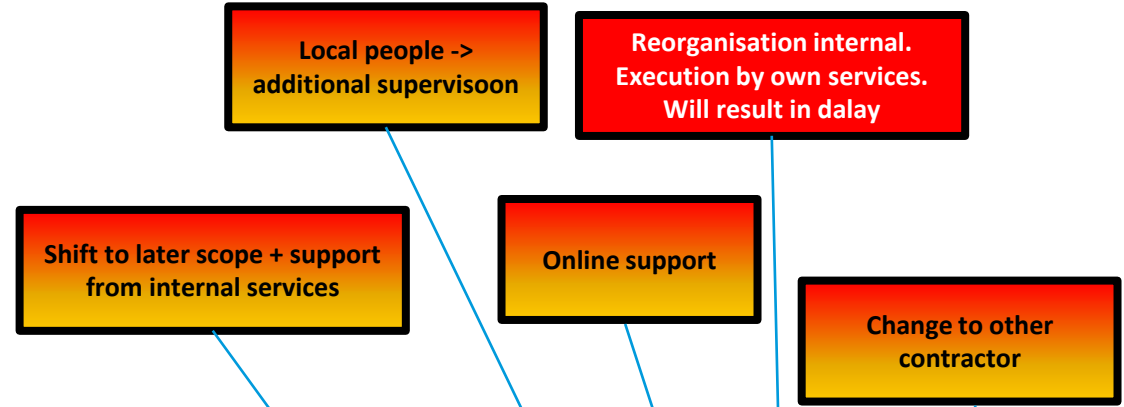 Local people ->
additional supervisoon
Reorganisation internal.
Execution by own services.
Will result in dalay
Shift to later scope + support
from internal services
Online support
Change to other
contractor